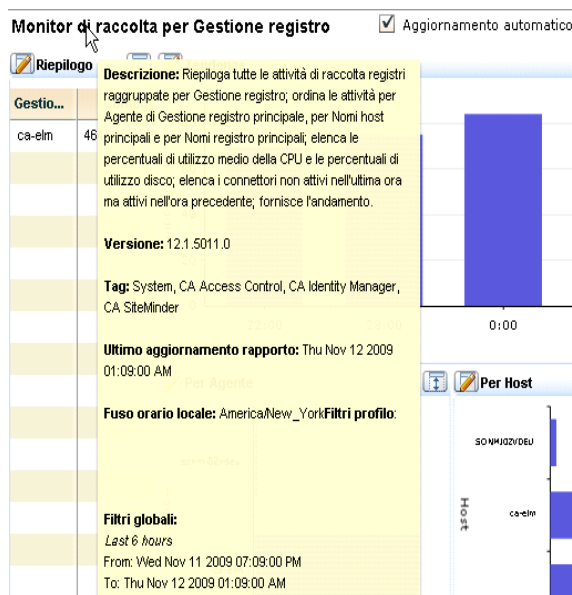 Monitor di raccolta per Gestione registro
Aggiornamento automatico
Riepilogo
Gestio...
ca-elm 46
Descrizione: Riepiloga tutte le attività di raccolta registri
raggruppate per Gestione registro; ordina le attività per
Agente di Gestione registro principale, per Nomi host
principali e per Nomi registro principali; elenca le
percentuali di utilizzo medio della CPU e le percentuali di
utilizzo disco; elenca i connettori non attivi nell'ultima ora
ma attivi nell'ora precedente; fornisce l'andamento.
Versione: 12.1.5011.0
Tag: System, CA Access Control, CA Identity Manager,
CA SiteMinder
22:00 23:00 0:00
Ultimo aggiornamento rapporto: Thu Nov 12 2009
01:09:00 AM
Per Agente
Per Host
Fuso orario locale: America/New_YorkFiltri profilo:
Host
ca-elm
Filtri globali:
Last 6 hours
From: Wed Nov 11 2009 07:09:00 PM
To: Thu Nov 12 2009 01:09:00 AM